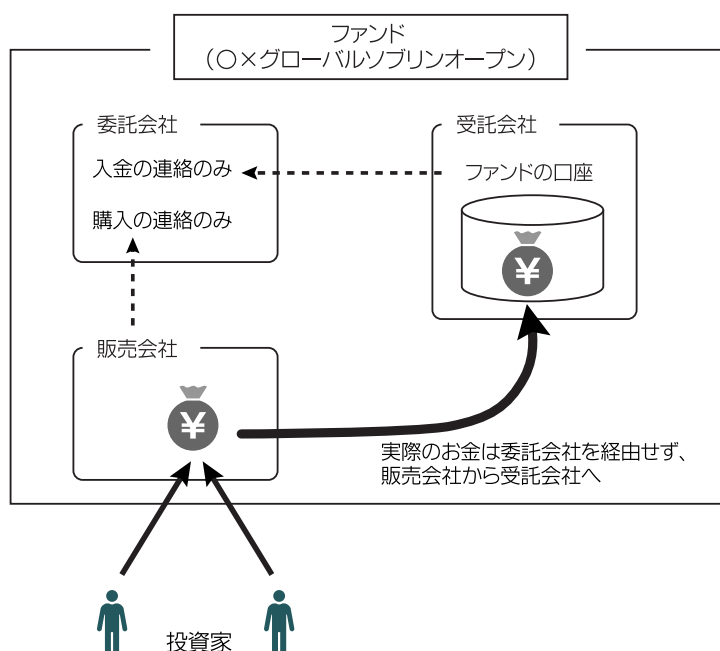 ファンド
（〇×グローバルソブリンオープン）
委託会社
入金の連絡のみ
購入の連絡のみ
受託会社
ファンドの口座
¥
販売会社
¥
実際のお金は委託会社を経由せず、
販売会社から受託会社へ
投資家